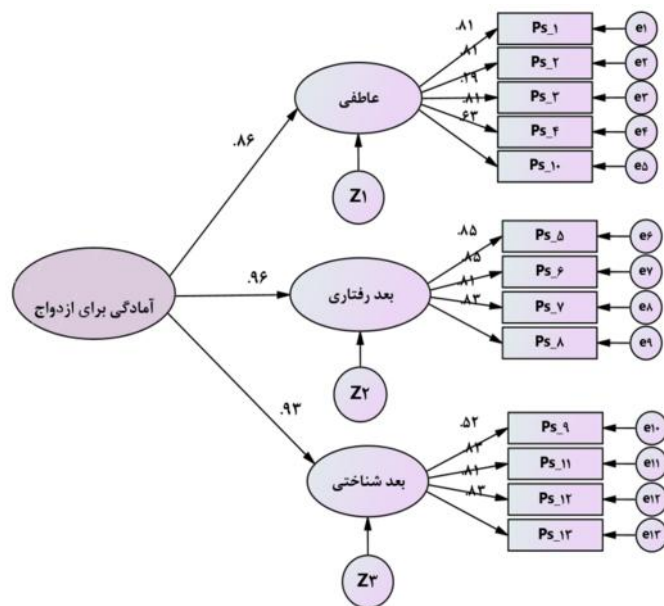 .۸۱
Ps_۱
e۱
.۸۱
Ps_۲
e۲
.۲۹
Ps_۳
e۳
.۸۱
Ps_۴
e۴
.۶۳
Ps_۱۰
e۵
عاطفی
Z۱
.۸۶
.۸۵
Ps_۵
e۶
.۸۵
Ps_۶
e۷
.۸۱
Ps_۷
e۸
.۸۳
Ps_۸
e۹
بعد رفتاری
Z۲
.۹۶
آمادگی برای ازدواج
.۹۳
.۵۲
Ps_۹
e۱۰
.۸۳
Ps_۱۱
e۱۱
.۸۱
Ps_۱۲
e۱۲
.۸۳
Ps_۱۳
e۱۳
بعد شناختی
Z۳